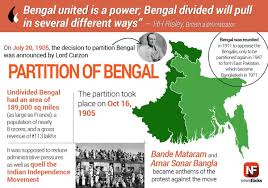 "Bengal united is a power; Bengal divided will pull
in several different ways" – HH Risley, British administrator
On July 20, 1905, the decision to partition Bengal
was announced by Lord Curzon
PARTITION OF BENGAL
Undivided Bengal
had an area of
189,000 sq miles
(as large as France), a
population of nearly
8 crores, and a gross
revenue of
The partition took
place on Oct 16,
1905
It was supposed to reduce
administrative pressures as
well as quell the
Indian Independence
Movement
Bande Mataram and
Amar Sonar Bangla
became anthems of the
protest against the move
Bengal was reunited
in 1911 to appease the
Bengalis, only to be
partitioned again in 1947
to form East Pakistan,
which became
Bangladesh in 1971
NF